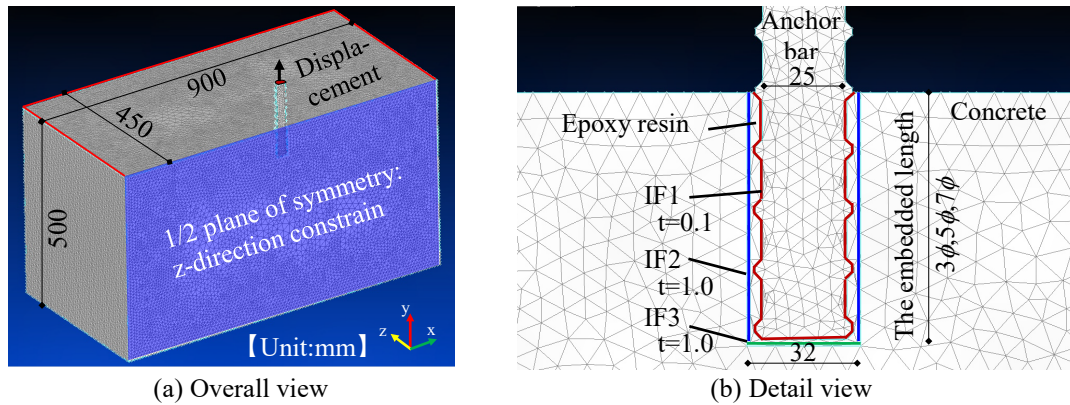 900
Displa-
cement
450
500
1/2 plane of symmetry:
z-direction constrain
y
z
x
【Unit:mm】
(a) Overall view
Anchor
bar
25
Concrete
Epoxy resin
IF1
t=0.1
IF2
t=1.0
IF3
t=1.0
32
The embedded length
3ϕ,5ϕ,7ϕ
(b) Detail view